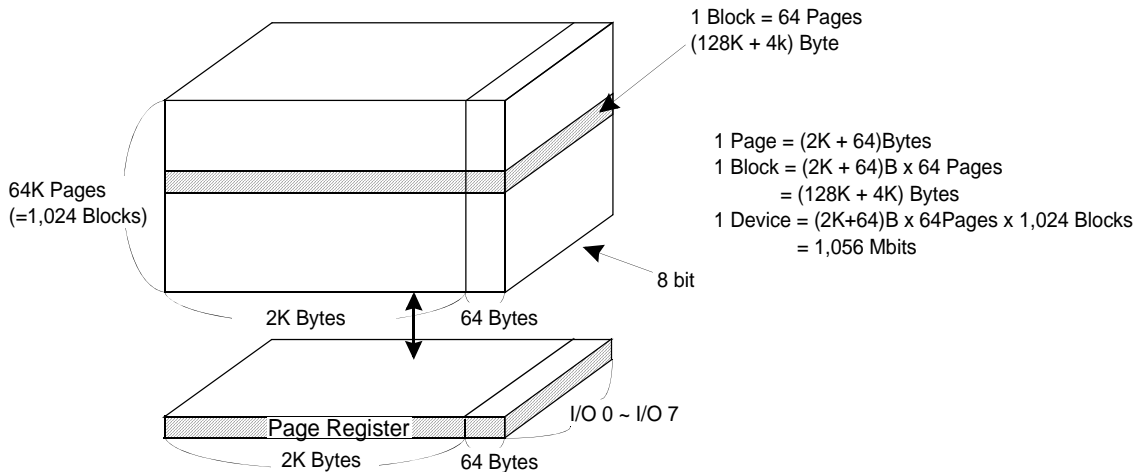 1 Block = 64 Pages
(128K + 4k) Byte
1 Page = (2K + 64)Bytes
1 Block = (2K + 64)B x 64 Pages
= (128K + 4K) Bytes
1 Device = (2K+64)B x 64Pages x 1,024 Blocks
= 1,056 Mbits
64K Pages
(=1,024 Blocks)
8 bit
2K Bytes
64 Bytes
I/O 0 ~ I/O 7
Page Register
2K Bytes
64 Bytes